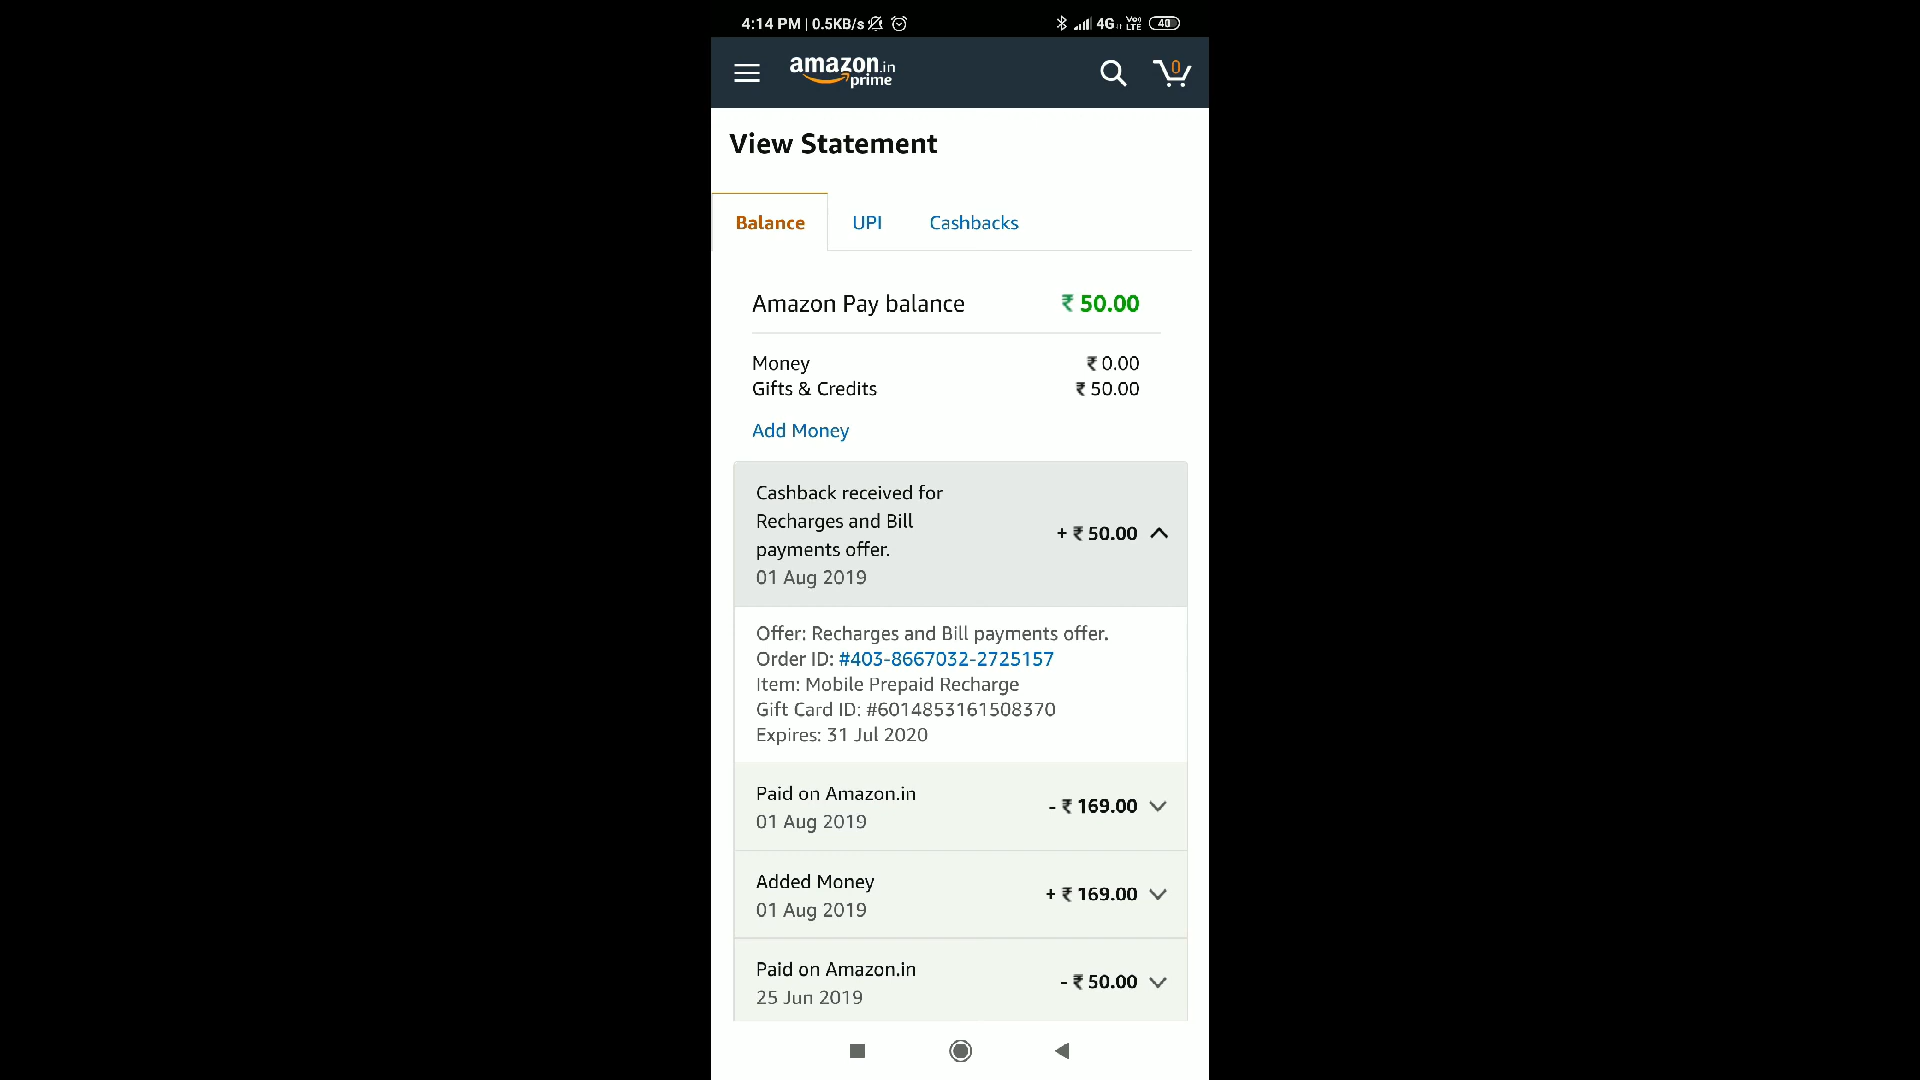 4:14 PM | 0.5KB/s 4G Vo) LTE 40
amazon.in
prime
0
View Statement
Balance UPI Cashbacks
Amazon Pay balance ₹ 50.00
Money ₹ 0.00
Gifts & Credits ₹ 50.00
Add Money
Cashback received for
Recharges and Bill
payments offer.
+ ₹ 50.00
01 Aug 2019
Offer: Recharges and Bill payments offer.
Order ID: #403-8667032-2725157
Item: Mobile Prepaid Recharge
Gift Card ID: #6014853161508370
Expires: 31 Jul 2020
Paid on Amazon.in
- ₹ 169.00
01 Aug 2019
Added Money
+ ₹ 169.00
01 Aug 2019
Paid on Amazon.in
- ₹ 50.00
25 Jun 2019